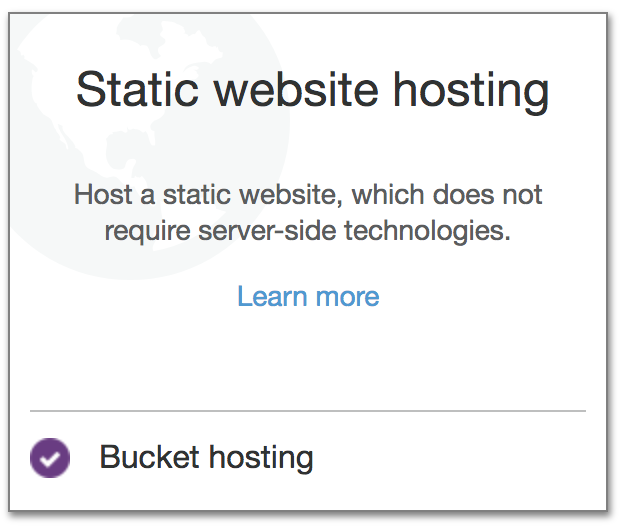 Static website hosting
Host a static website, which does not
require server-side technologies.
Learn more
Bucket hosting